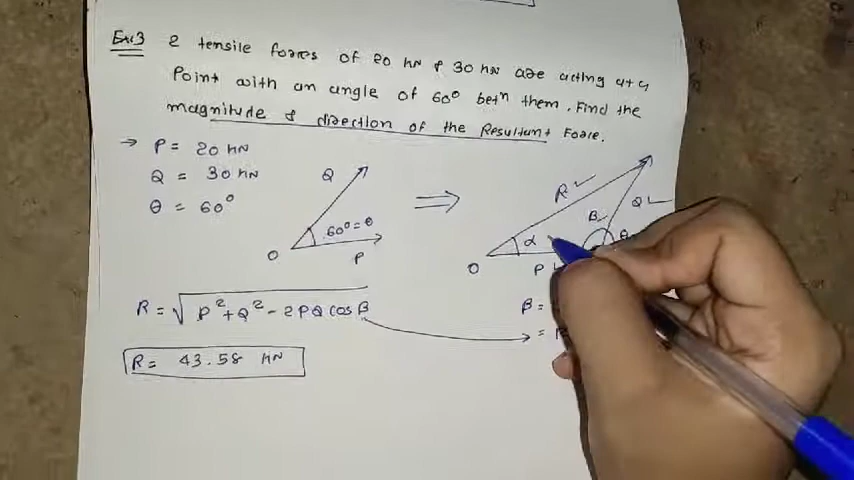 Ex:3 2 tensile forces of 20 kN & 30 kN are acting at a
Point with an angle of 60° betn them. Find the
magnitude & direction of the Resultant Force.
→ P = 20 kN
Q = 30 kN
θ = 60°
Q
60° = θ
O
P
⇒
R ✓
Q
B
θ
α
O
P
R = √P² + Q² - 2PQ cos β
β =
=
R = 43.58 kN